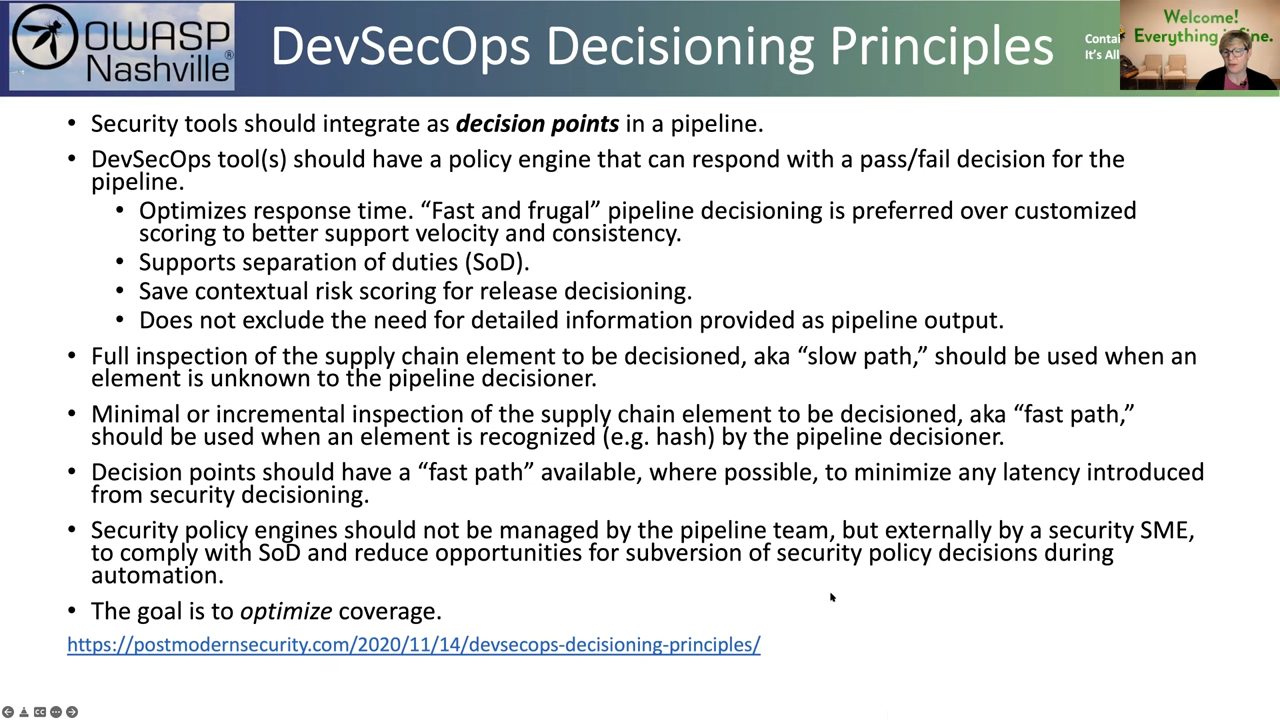 OWASP
Nashville®
DevSecOps Decisioning Principles
Contai
It's All
Welcome!
Everything is fine.
• Security tools should integrate as decision points in a pipeline.
• DevSecOps tool(s) should have a policy engine that can respond with a pass/fail decision for the
pipeline.
• Optimizes response time. “Fast and frugal” pipeline decisioning is preferred over customized
scoring to better support velocity and consistency.
• Supports separation of duties (SoD).
• Save contextual risk scoring for release decisioning.
• Does not exclude the need for detailed information provided as pipeline output.
• Full inspection of the supply chain element to be decisioned, aka “slow path,” should be used when an
element is unknown to the pipeline decisioner.
• Minimal or incremental inspection of the supply chain element to be decisioned, aka “fast path,”
should be used when an element is recognized (e.g. hash) by the pipeline decisioner.
• Decision points should have a “fast path” available, where possible, to minimize any latency introduced
from security decisioning.
• Security policy engines should not be managed by the pipeline team, but externally by a security SME,
to comply with SoD and reduce opportunities for subversion of security policy decisions during
automation.
• The goal is to optimize coverage.
https://postmodernsecurity.com/2020/11/14/devsecops-decisioning-principles/